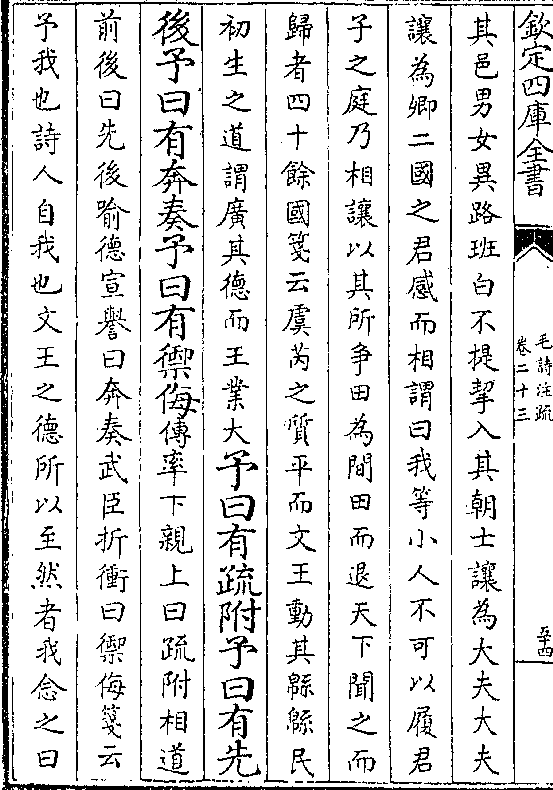 欽定四庫全書
毛詩注疏
卷二十三
其邑男女異路班白不提挈入其朝士讓為大夫大夫
讓為卿二國之君感而相謂曰我等小人不可以履君
子之庭乃相讓以其所爭田為間田而退天下聞之而
歸者四十餘國箋云虞芮之質平而文王動其緜緜民
初生之道謂廣其德而王業大予曰有疏附予曰有先
後予曰有奔奏予曰有禦侮傳率下親上曰疏附相道
前後曰先後喻德宣譽曰奔奏武臣折衝曰禦侮箋云
予我也詩人自我也文王之德所以至然者我念之曰